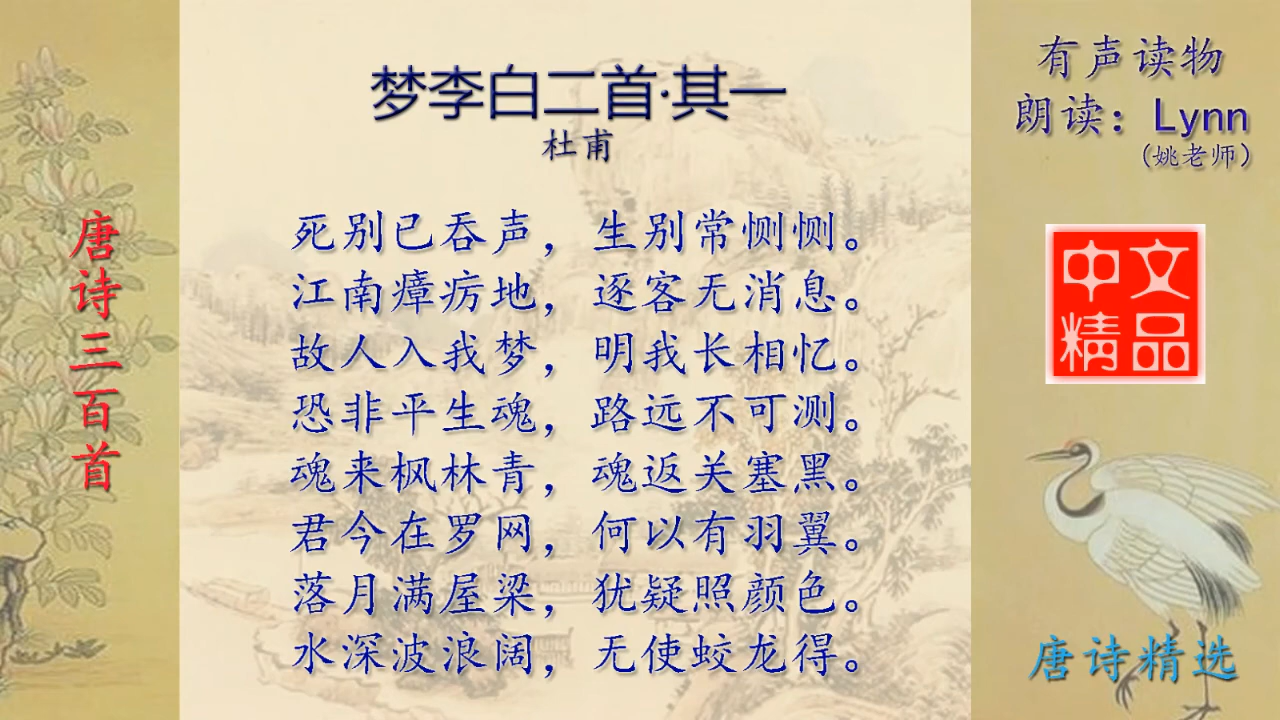 梦李白二首·其一
杜甫
死别已吞声，生别常恻恻。
江南瘴疠地，逐客无消息。
故人入我梦，明我长相忆。
恐非平生魂，路远不可测。
魂来枫林青，魂返关塞黑。
君今在罗网，何以有羽翼。
落月满屋梁，犹疑照颜色。
水深波浪阔，无使蛟龙得。
唐诗三百首
有声读物
朗读：Lynn
（姚老师）
中文
精品
唐诗精选